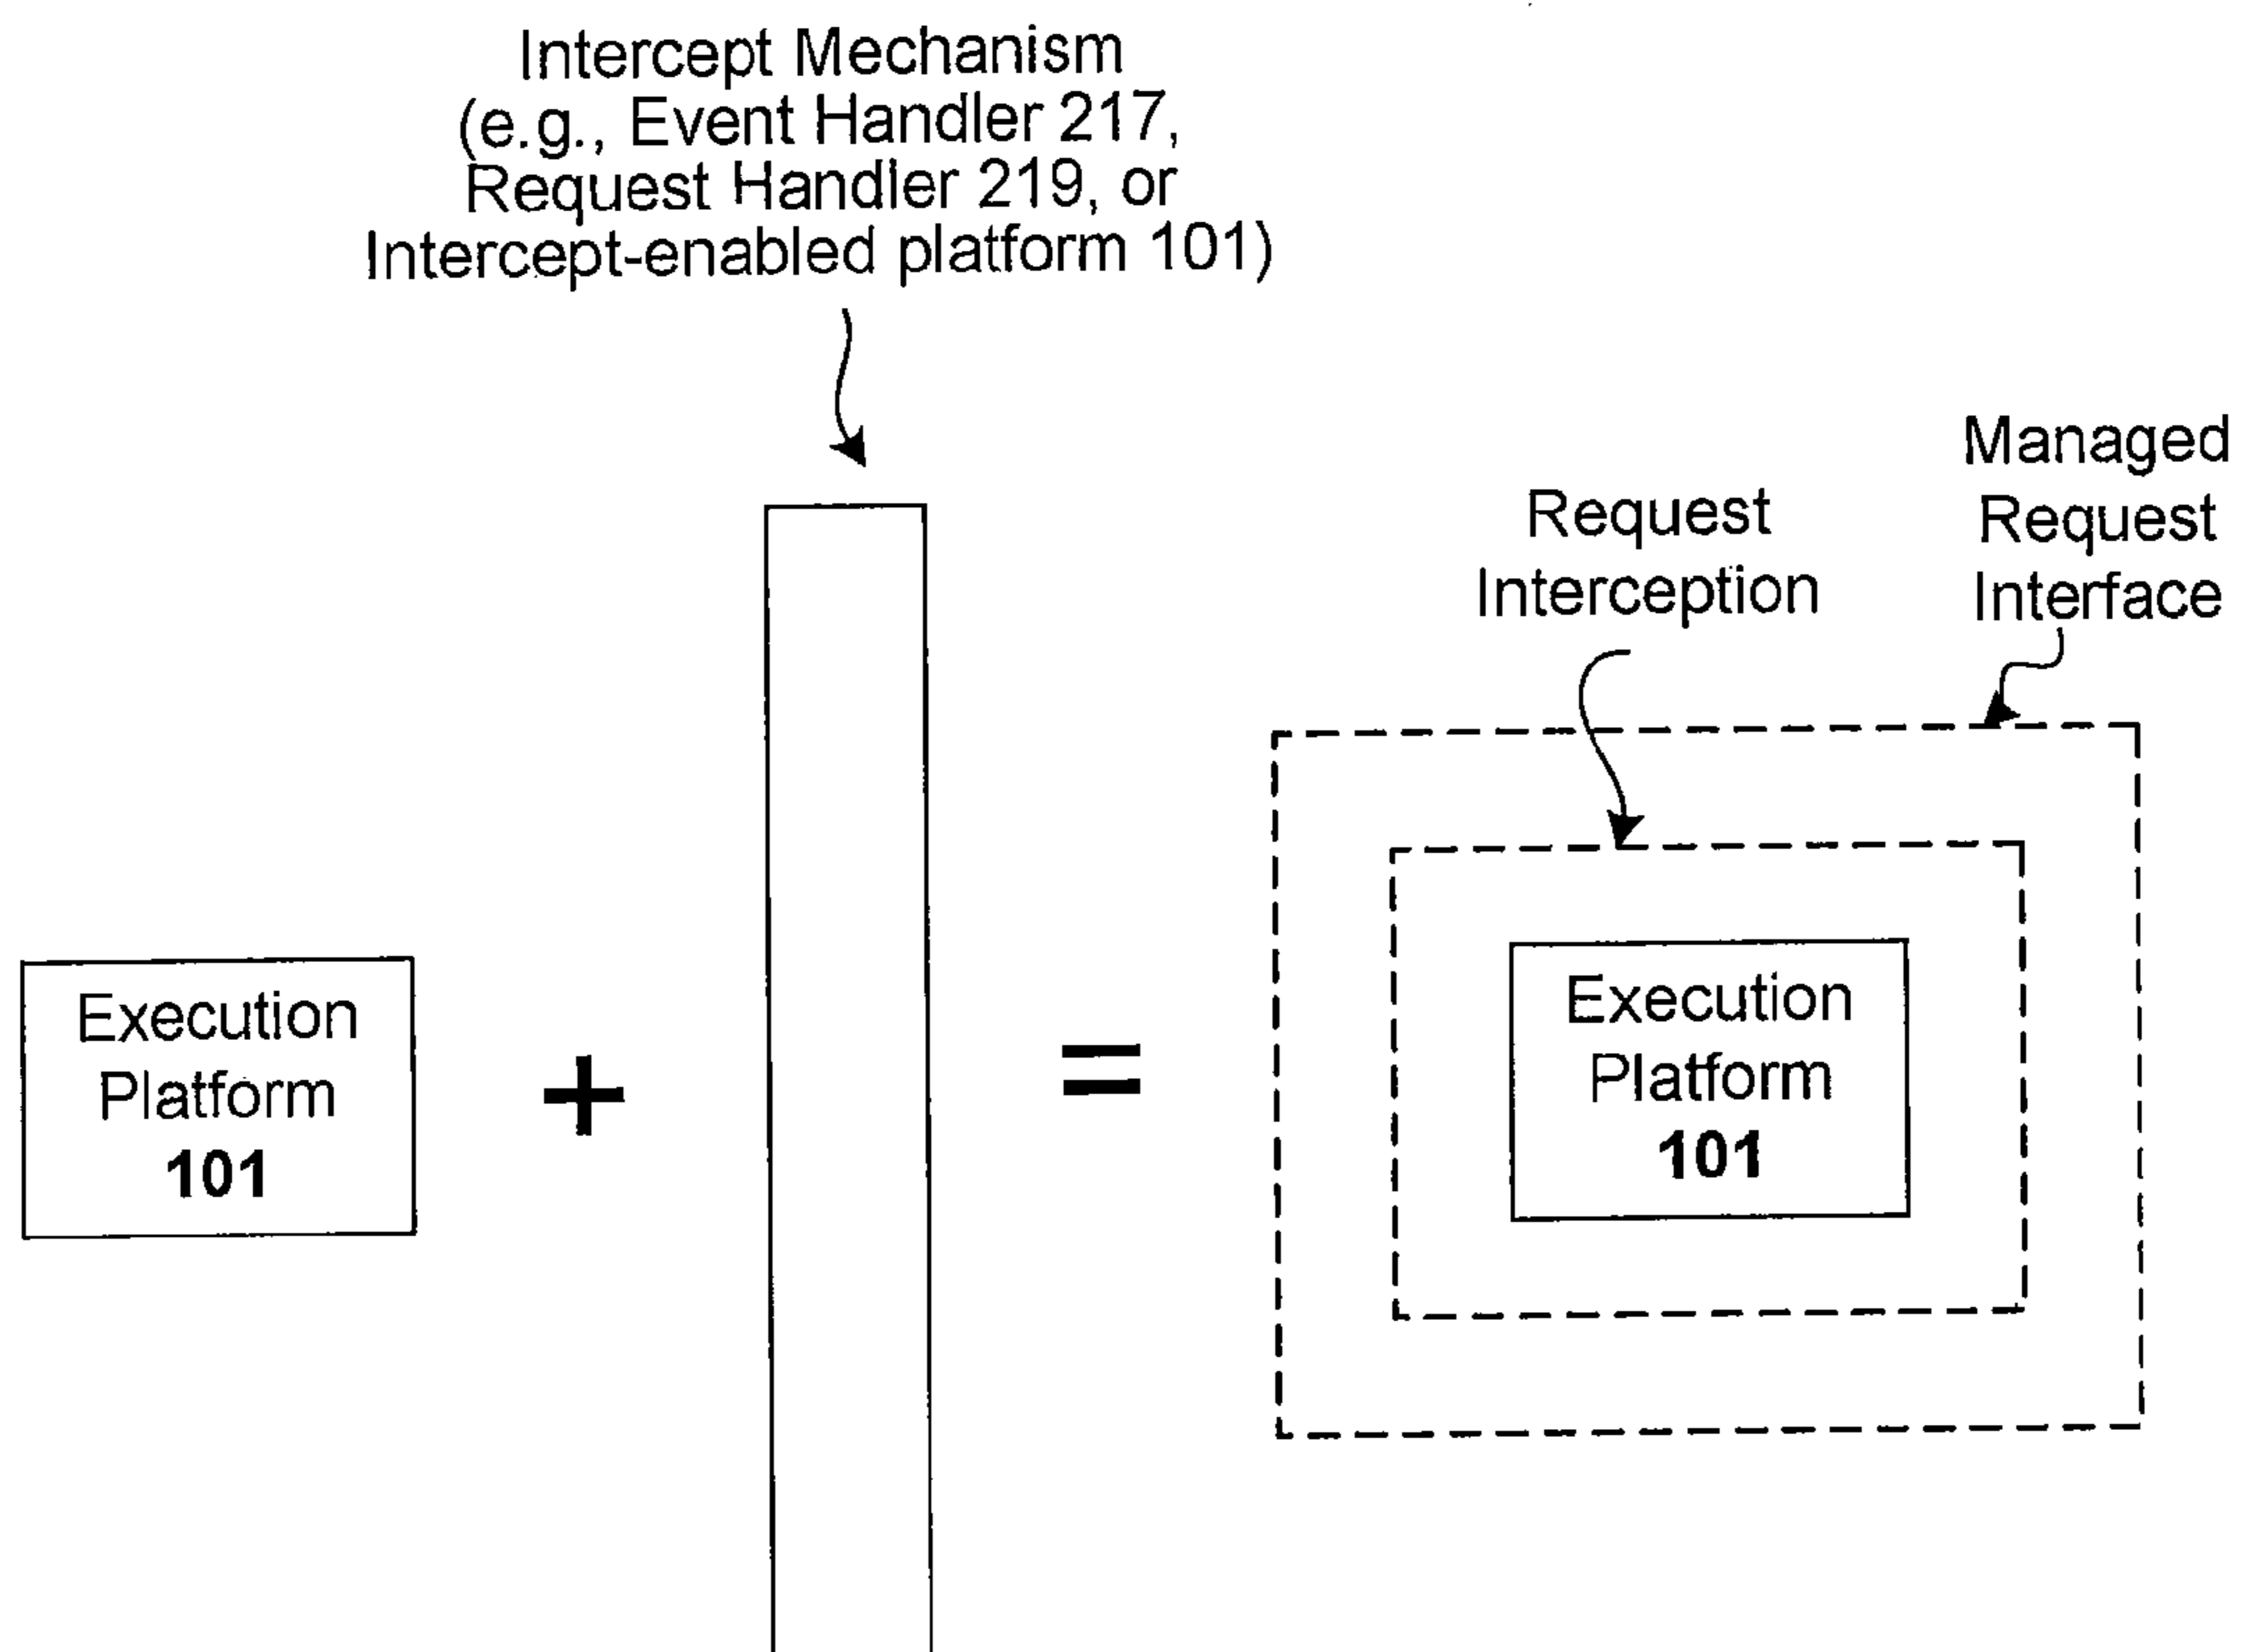 Intercept Mechanism
(e.g., Event Handler 217,
Request Handler 219, or
Intercept-enabled platform 101)
Managed
Request
Interface
Request
Interception
Execution
Platform
101
+
=
Execution
Platform
101